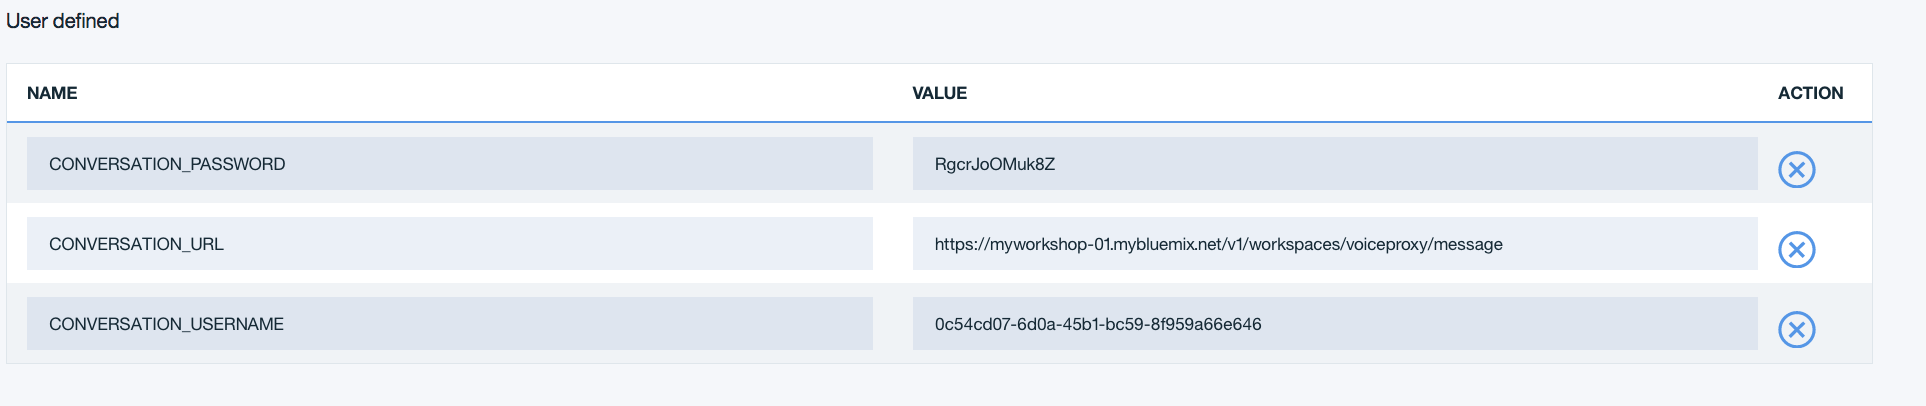 User defined
NAME VALUE ACTION
CONVERSATION_PASSWORD RgcrJoOMuk8Z
CONVERSATION_URL https://myworkshop-01.mybluemix.net/v1/workspaces/voiceproxy/message
CONVERSATION_USERNAME 0c54cd07-6d0a-45b1-bc59-8f959a66e646